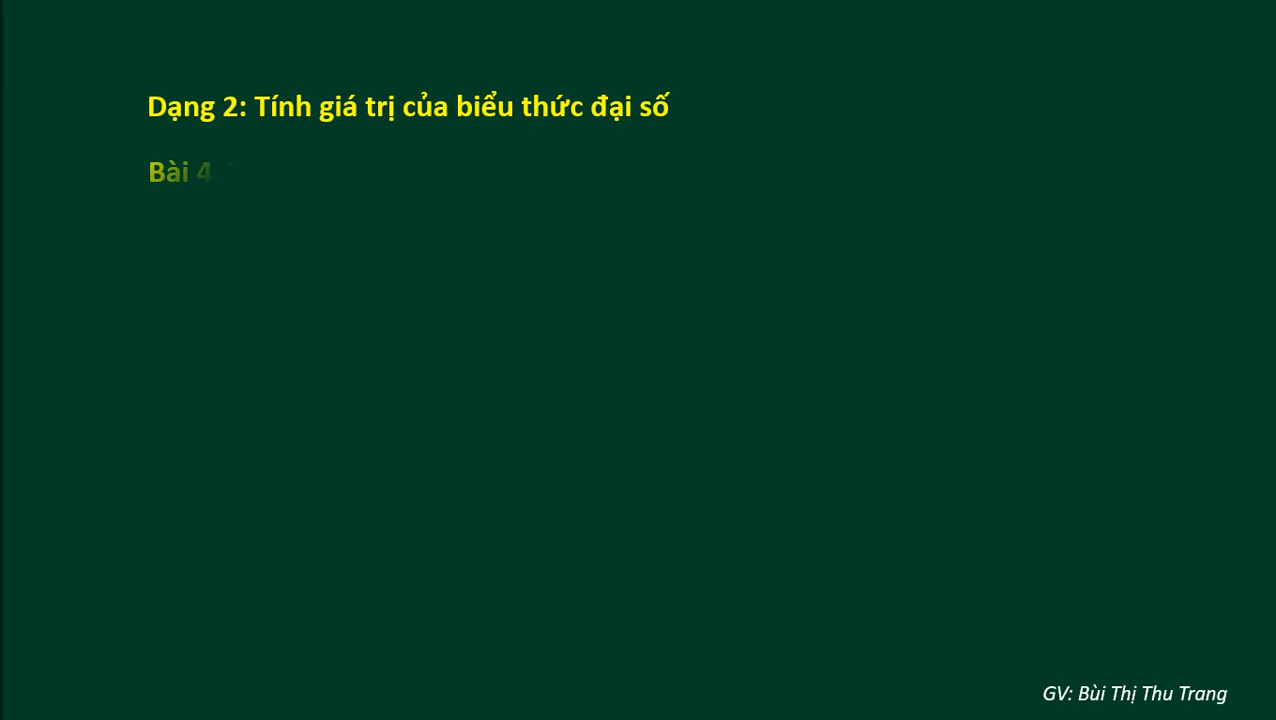 Dạng 2: Tính giá trị của biểu thức đại số
Bài 4
GV: Bùi Thị Thu Trang